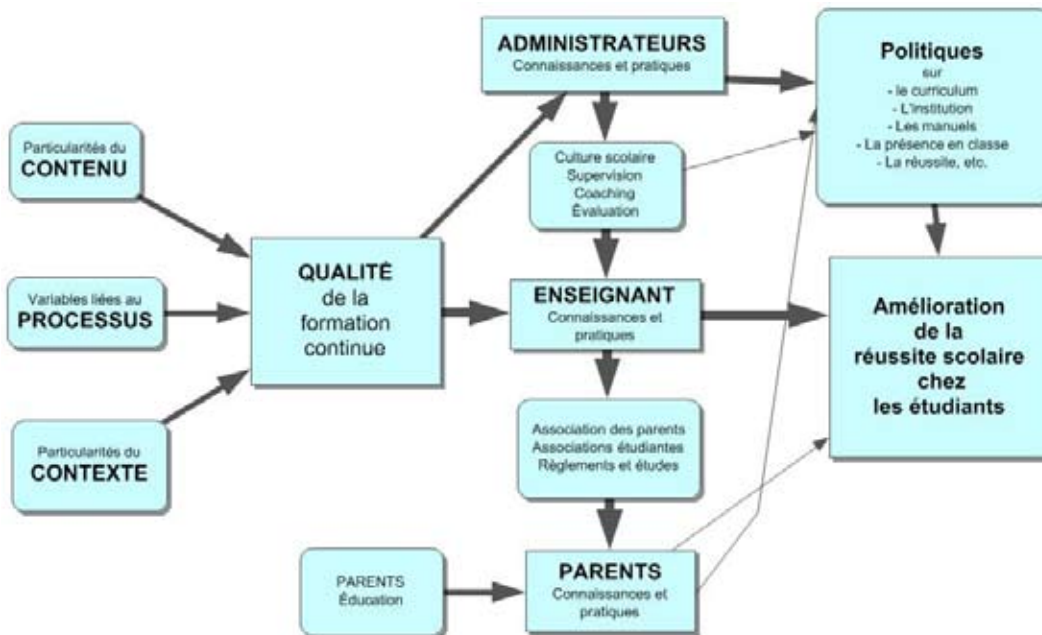 ADMINISTRATEURS
Connaissances et pratiques
Politiques
sur
- le curriculum
- L'institution
- Les manuels
- La présence en classe
- La réussite, etc.
Particularités du
CONTENU
Culture scolaire
Supervision
Coaching
Évaluation
Variables liées au
PROCESSUS
QUALITÉ
de la
formation
continue
ENSEIGNANT
Connaissances et
pratiques
Amélioration
de la
réussite scolaire
chez
les étudiants
Particularités du
CONTEXTE
Association des parents
Associations étudiantes
Règlements et études
PARENTS
Éducation
PARENTS
Connaissances et
pratiques